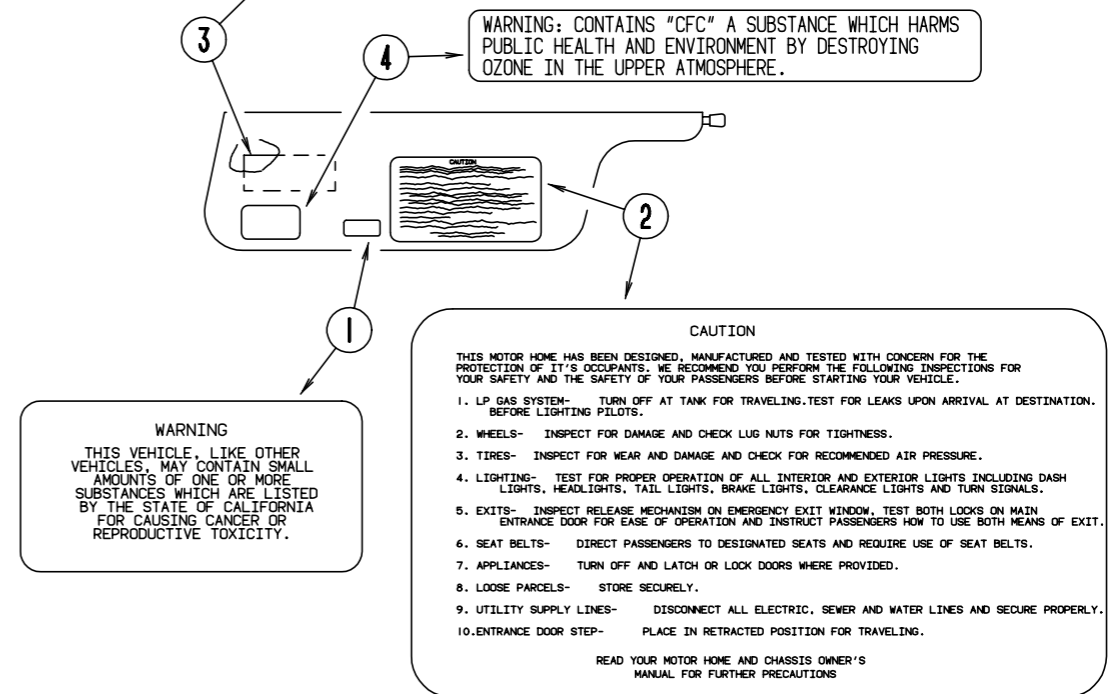 3
4
WARNING: CONTAINS "CFC" A SUBSTANCE WHICH HARMS
PUBLIC HEALTH AND ENVIRONMENT BY DESTROYING
OZONE IN THE UPPER ATMOSPHERE.
CAUTION
2
1
WARNING
THIS VEHICLE, LIKE OTHER
VEHICLES, MAY CONTAIN SMALL
AMOUNTS OF ONE OR MORE
SUBSTANCES WHICH ARE LISTED
BY THE STATE OF CALIFORNIA
FOR CAUSING CANCER OR
REPRODUCTIVE TOXICITY.
CAUTION
THIS MOTOR HOME HAS BEEN DESIGNED, MANUFACTURED AND TESTED WITH CONCERN FOR THE
PROTECTION OF IT'S OCCUPANTS. WE RECOMMEND YOU PERFORM THE FOLLOWING INSPECTIONS FOR
YOUR SAFETY AND THE SAFETY OF YOUR PASSENGERS BEFORE STARTING YOUR VEHICLE.
1. LP GAS SYSTEM- TURN OFF AT TANK FOR TRAVELING.TEST FOR LEAKS UPON ARRIVAL AT DESTINATION.
BEFORE LIGHTING PILOTS.
2. WHEELS- INSPECT FOR DAMAGE AND CHECK LUG NUTS FOR TIGHTNESS.
3. TIRES- INSPECT FOR WEAR AND DAMAGE AND CHECK FOR RECOMMENDED AIR PRESSURE.
4. LIGHTING- TEST FOR PROPER OPERATION OF ALL INTERIOR AND EXTERIOR LIGHTS INCLUDING DASH
LIGHTS, HEADLIGHTS, TAIL LIGHTS, BRAKE LIGHTS, CLEARANCE LIGHTS AND TURN SIGNALS.
5. EXITS- INSPECT RELEASE MECHANISM ON EMERGENCY EXIT WINDOW, TEST BOTH LOCKS ON MAIN
ENTRANCE DOOR FOR EASE OF OPERATION AND INSTRUCT PASSENGERS HOW TO USE BOTH MEANS OF EXIT.
6. SEAT BELTS- DIRECT PASSENGERS TO DESIGNATED SEATS AND REQUIRE USE OF SEAT BELTS.
7. APPLIANCES- TURN OFF AND LATCH OR LOCK DOORS WHERE PROVIDED.
8. LOOSE PARCELS- STORE SECURELY.
9. UTILITY SUPPLY LINES- DISCONNECT ALL ELECTRIC, SEWER AND WATER LINES AND SECURE PROPERLY.
10.ENTRANCE DOOR STEP- PLACE IN RETRACTED POSITION FOR TRAVELING.
READ YOUR MOTOR HOME AND CHASSIS OWNER'S
MANUAL FOR FURTHER PRECAUTIONS